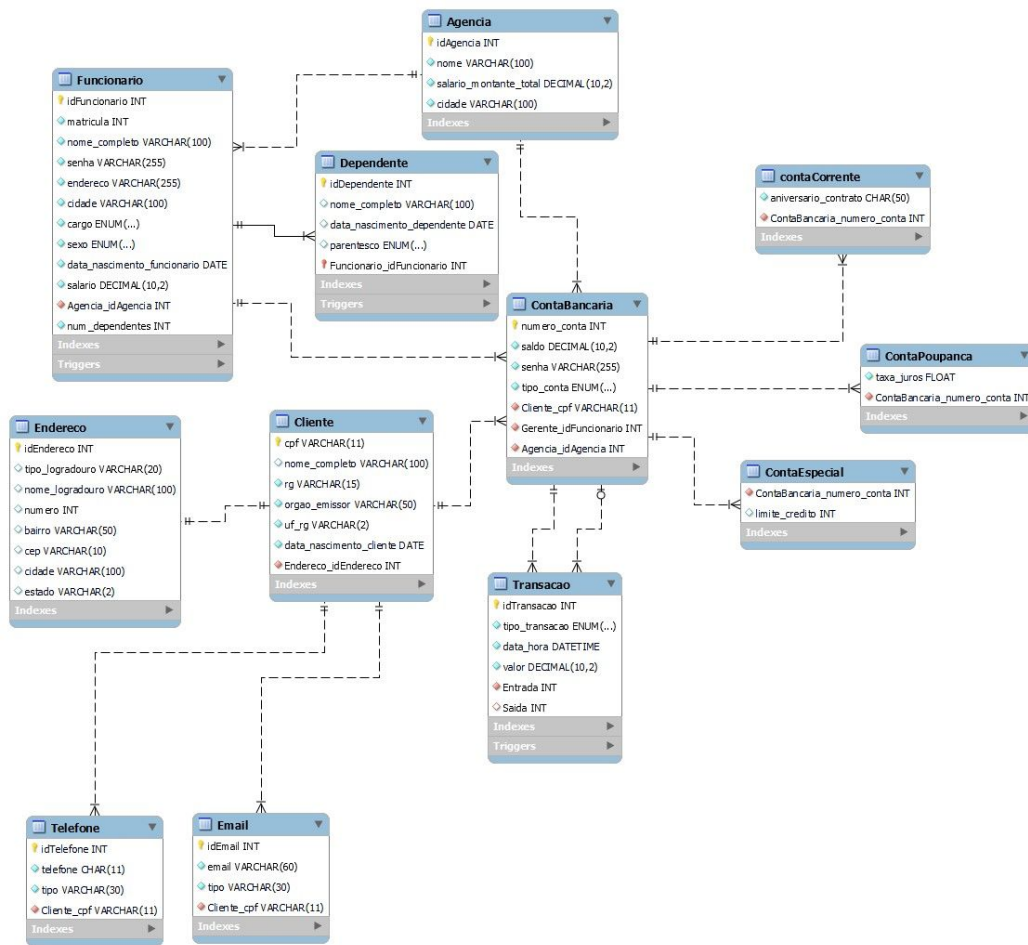 Agencia
idAgencia INT
nome VARCHAR(100)
salario_montante_total DECIMAL(10,2)
cidade VARCHAR(100)
Indexes
Funcionario
idFuncionario INT
matricula INT
nome_completo VARCHAR(100)
senha VARCHAR(255)
endereco VARCHAR(255)
cidade VARCHAR(100)
cargo ENUM(...)
sexo ENUM(...)
data_nascimento_funcionario DATE
salario DECIMAL(10,2)
Agencia_idAgencia INT
num_dependentes INT
Indexes
Triggers
Dependente
idDependente INT
nome_completo VARCHAR(100)
data_nascimento_dependente DATE
parentesco ENUM(...)
Funcionario_idFuncionario INT
Indexes
Triggers
contaCorrente
aniversario_contrato CHAR(50)
ContaBancaria_numero_conta INT
Indexes
ContaBancaria
numero_conta INT
saldo DECIMAL(10,2)
senha VARCHAR(255)
tipo_conta ENUM(...)
Cliente_cpf VARCHAR(11)
Gerente_idFuncionario INT
Agencia_idAgencia INT
Indexes
ContaPoupanca
taxa_juros FLOAT
ContaBancaria_numero_conta INT
Indexes
Endereco
idEndereco INT
tipo_logradouro VARCHAR(20)
nome_logradouro VARCHAR(100)
numero INT
bairro VARCHAR(50)
cep VARCHAR(10)
cidade VARCHAR(100)
estado VARCHAR(2)
Indexes
Cliente
cpf VARCHAR(11)
nome_completo VARCHAR(100)
rg VARCHAR(15)
orgao_emissor VARCHAR(50)
uf_rg VARCHAR(2)
data_nascimento_cliente DATE
Endereco_idEndereco INT
Indexes
ContaEspecial
ContaBancaria_numero_conta INT
limite_credito INT
Indexes
Transacao
idTransacao INT
tipo_transacao ENUM(...)
data_hora DATETIME
valor DECIMAL(10,2)
Entrada INT
Saida INT
Indexes
Triggers
Telefone
idTelefone INT
telefone CHAR(11)
tipo VARCHAR(30)
Cliente_cpf VARCHAR(11)
Indexes
Email
idEmail INT
email VARCHAR(60)
tipo VARCHAR(30)
Cliente_cpf VARCHAR(11)
Indexes